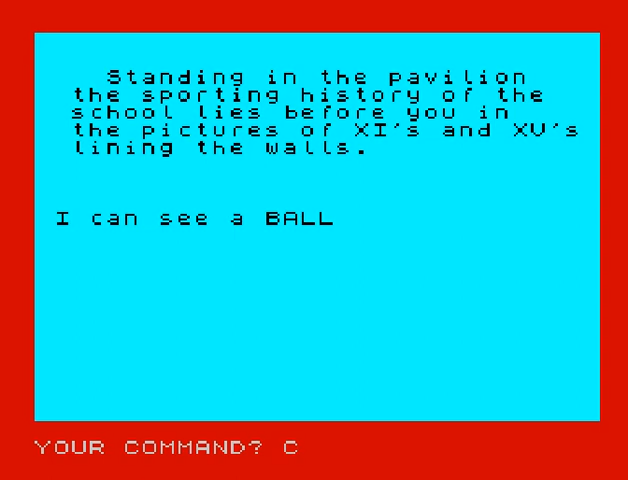 Standing in the pavilion
the sporting history of the
school lies before you in
the pictures of XI's and XV's
lining the walls.
I can see a BALL
YOUR COMMAND? C